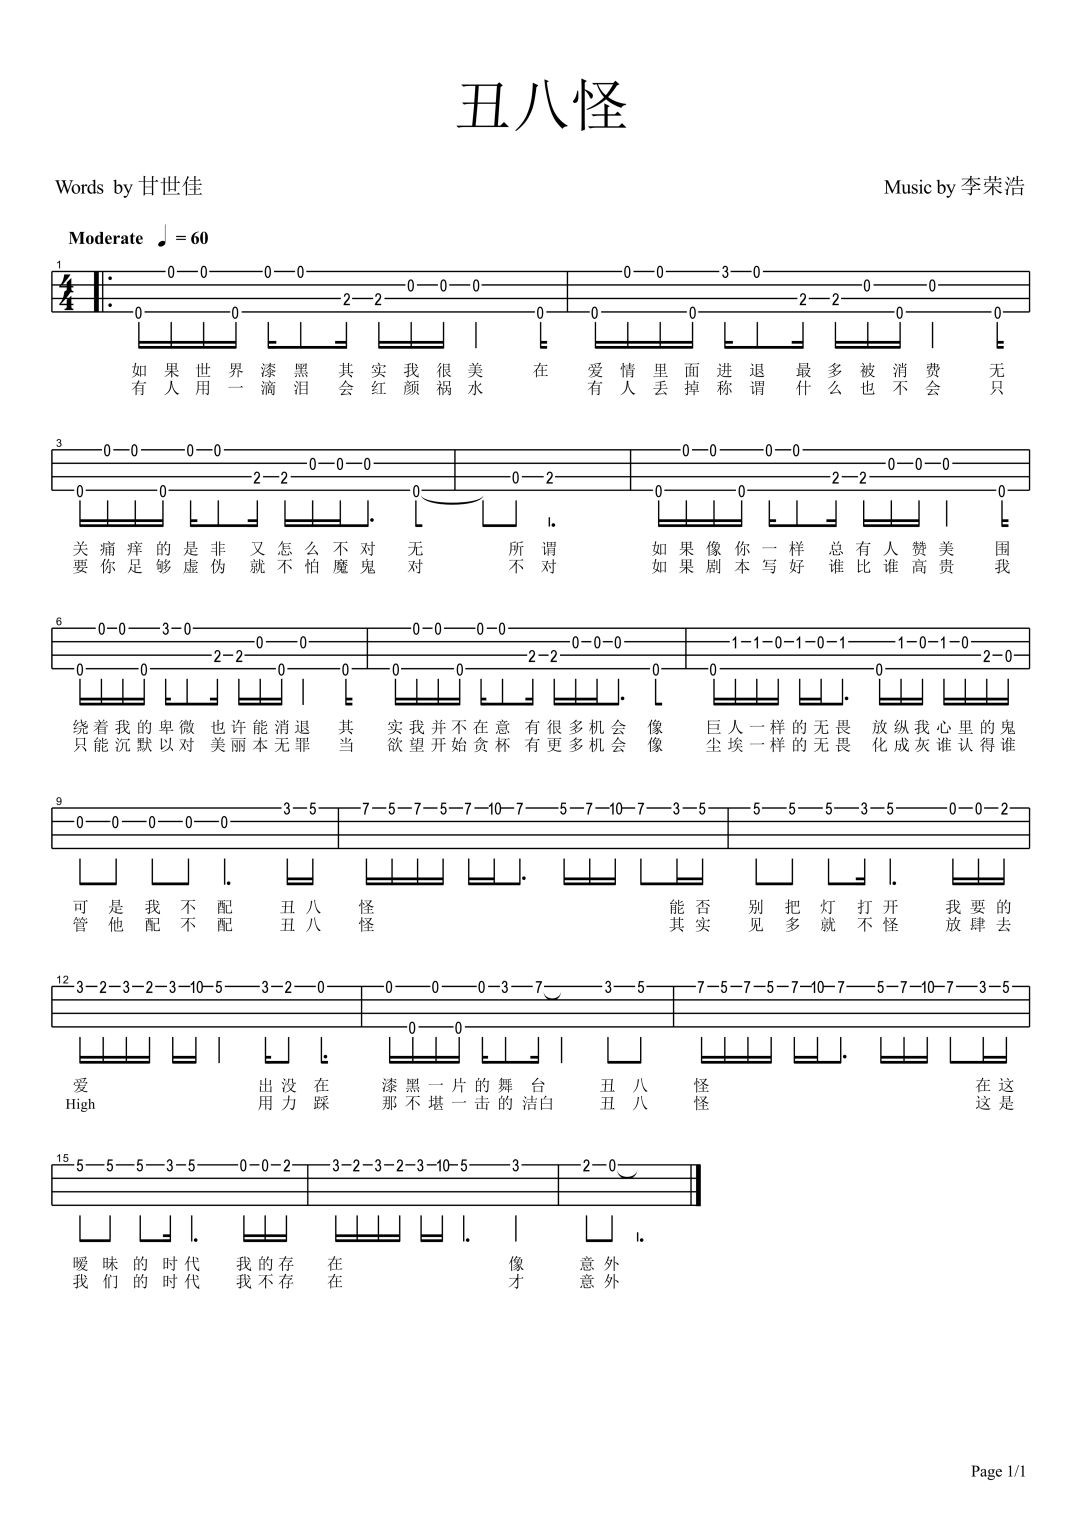 丑八怪
Words by 甘世佳 Music by 李荣浩
Moderate ♩ = 60
1
4
4
0 0 0 0 0 0 2 2 0 0 0 0 0 0 0 0 3 0 2 2 0 0 0 0
如 果 世 界 漆 黑 其 实 我 很 美 在 爱 情 里 面 进 退 最 多 被 消 费 无
有 人 用 一 滴 泪 会 红 颜 祸 水 有 人 丢 掉 称 谓 什 么 也 不 会 只
3
0 0 0 0 0 0 2 2 0 0 0 0 0 2 0 0 0 0 0 0 2 2 0 0 0 0
关 痛 痒 的 是 非 又 怎 么 不 对 无 所 谓 如 果 像 你 一 样 总 有 人 赞 美 围
要 你 足 够 虚 伪 就 不 怕 魔 鬼 对 不 对 如 果 剧 本 写 好 谁 比 谁 高 贵 我
6
0 0 0 0 3 0 2 2 0 0 0 0 0 0 0 0 0 0 2 2 0 0 0 0 0 1 1 0 1 0 1 0 1 0 1 0 2 0
绕 着 我 的 卑 微 也 许 能 消 退 其 实 我 并 不 在 意 有 很 多 机 会 像 巨 人 一 样 的 无 畏 放 纵 我 心 里 的 鬼
只 能 沉 默 以 对 美 丽 本 无 罪 当 欲 望 开 始 贪 杯 有 更 多 机 会 像 尘 埃 一 样 的 无 畏 化 成 灰 谁 认 得 谁
9
0 0 0 0 0 3 5 7 5 7 5 7 10 7 5 7 10 7 3 5 5 5 5 3 5 0 0 2
可 是 我 不 配 丑 八 怪 能 否 别 把 灯 打 开 我 要 的
管 他 配 不 配 丑 八 怪 其 实 见 多 就 不 怪 放 肆 去
12
3 2 3 2 3 10 5 3 2 0 0 0 0 0 0 3 7 3 5 7 5 7 5 7 10 7 5 7 10 7 3 5
爱 出 没 在 漆 黑 一 片 的 舞 台 丑 八 怪 在 这
High 用 力 踩 那 不 堪 一 击 的 洁白 丑 八 怪 这 是
15
5 5 5 3 5 0 0 2 3 2 3 2 3 10 5 3 2 0
暧 昧 的 时 代 我 的 存 在 像 意 外
我 们 的 时 代 我 不 存 在 才 意 外
Page 1/1